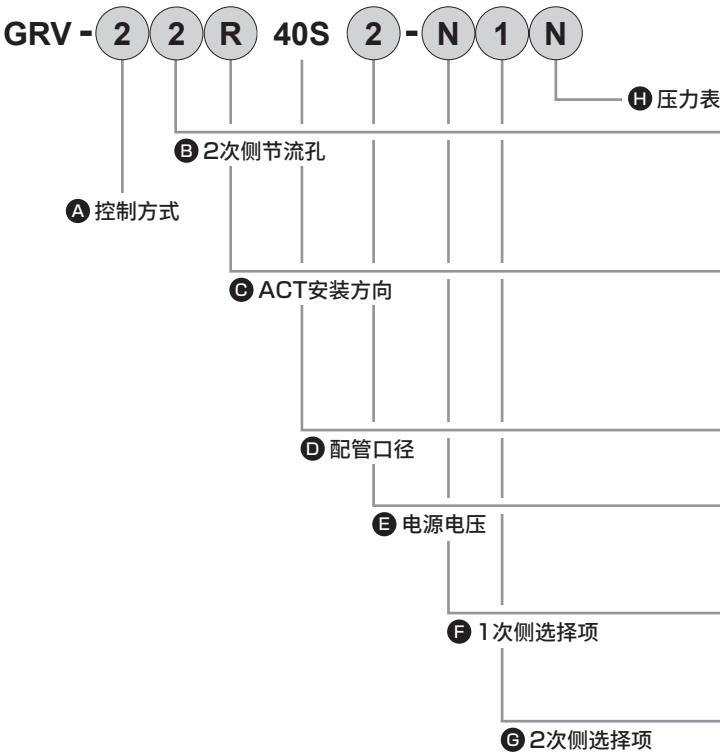 GRV - 2 2 R 40S 2 - N 1 N
H 压力表
B 2次侧节流孔
A 控制方式
C ACT安装方向
D 配管口径
E 电源电压
F 1次侧选择项
G 2次侧选择项